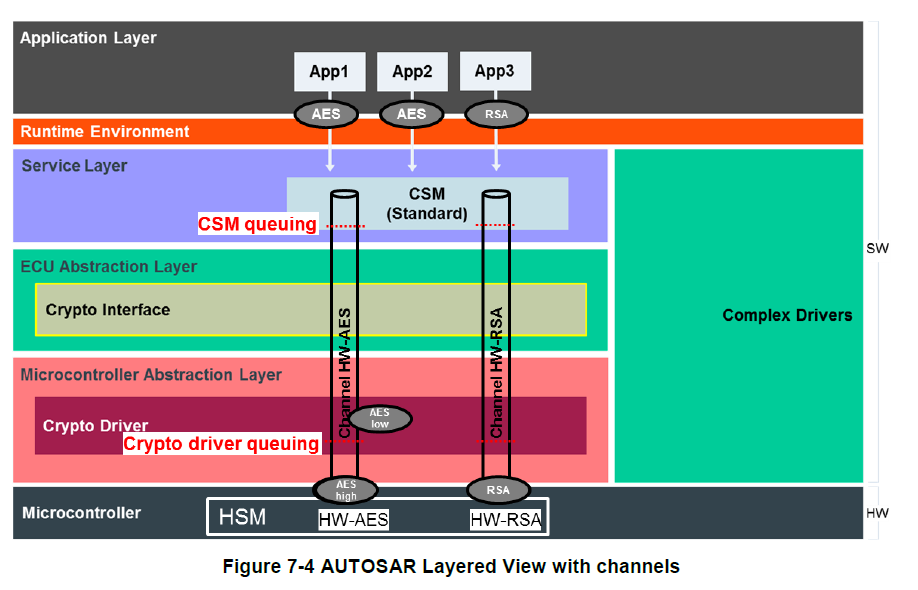 Application Layer
App1
App2
App3
AES
AES
RSA
Runtime Environment
Service Layer
CSM
(Standard)
CSM queuing
ECU Abstraction Layer
Crypto Interface
Channel HW-AES
Channel HW-RSA
Complex Drivers
SW
Microcontroller Abstraction Layer
AES
low
Crypto Driver
Crypto driver queuing
AES
high
RSA
Microcontroller
HSM
HW-AES
HW-RSA
HW
Figure 7-4 AUTOSAR Layered View with channels